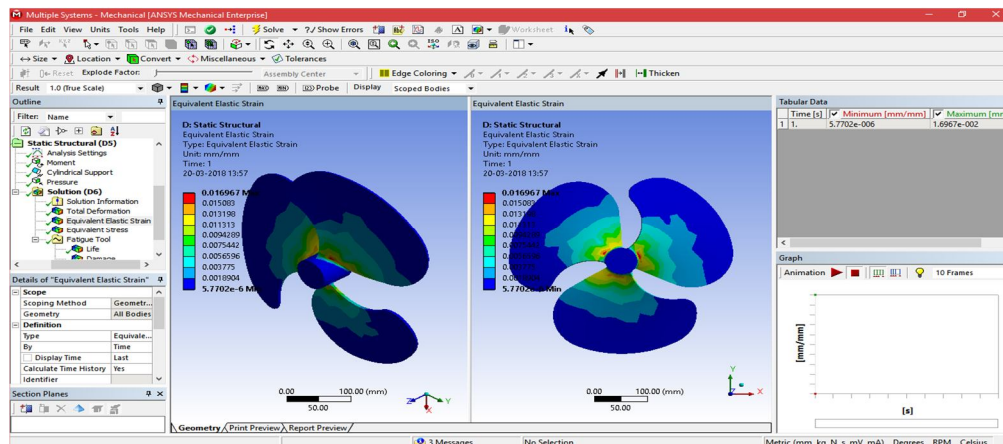 Multiple Systems - Mechanical [ANSYS Mechanical Enterprise]
File Edit View Units Tools Help
Solve ?/ Show Errors Worksheet
Size Location Convert Miscellaneous Tolerances
Reset Explode Factor: Assembly Center Edge Coloring Thicken
Result 1.0 (True Scale) Probe Display Scoped Bodies
Outline
Filter: Name
Static Structural (D5)
Analysis Settings
Moment
Cylindrical Support
Pressure
Solution (D6)
Solution Information
Total Deformation
Equivalent Elastic Strain
Equivalent Stress
Fatigue Tool
Life
Damage
Details of "Equivalent Elastic Strain"
Scope
Scoping Method Geometr...
Geometry All Bodies
Definition
Type Equivale...
By Time
Display Time Last
Calculate Time History Yes
Identifier
Section Planes
Equivalent Elastic Strain
D: Static Structural
Equivalent Elastic Strain
Type: Equivalent Elastic Strain
Unit: mm/mm
Time: 1
20-03-2018 13:57
0.016967 Max
0.015083
0.013198
0.011313
0.0094289
0.0075442
0.0056596
0.003775
0.0018904
5.7702e-6 Min
0.00 100.00 (mm)
50.00
Z Y X
Equivalent Elastic Strain
D: Static Structural
Equivalent Elastic Strain
Type: Equivalent Elastic Strain
Unit: mm/mm
Time: 1
20-03-2018 13:57
0.016967
0.015083
0.013198
5.7702e-6 Min
0.00 100.00 (mm)
50.00
Y
Z X
Geometry Print Preview Report Preview
Tabular Data
Time [s] Minimum [mm/mm] Maximum [mm
1 1. 5.7702e-006 1.6967e-002
Graph
Animation 10 Frames
[mm/mm]
[s]
3 Messages No Selection Metric (mm, kg, N, s, mV, mA) Degrees RPM Celsius